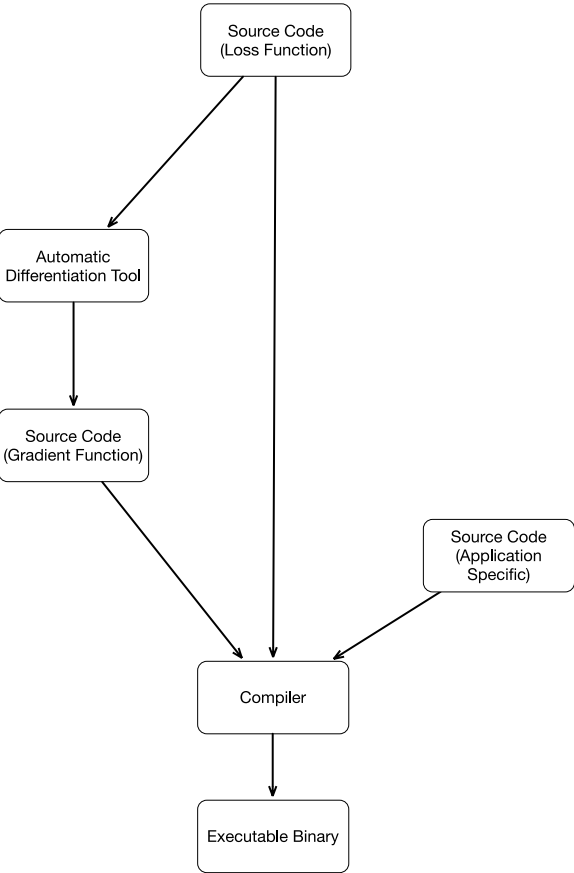 Source Code
(Loss Function)
Automatic
Differentiation Tool
Source Code
(Gradient Function)
Source Code
(Application
Specific)
Compiler
Executable Binary